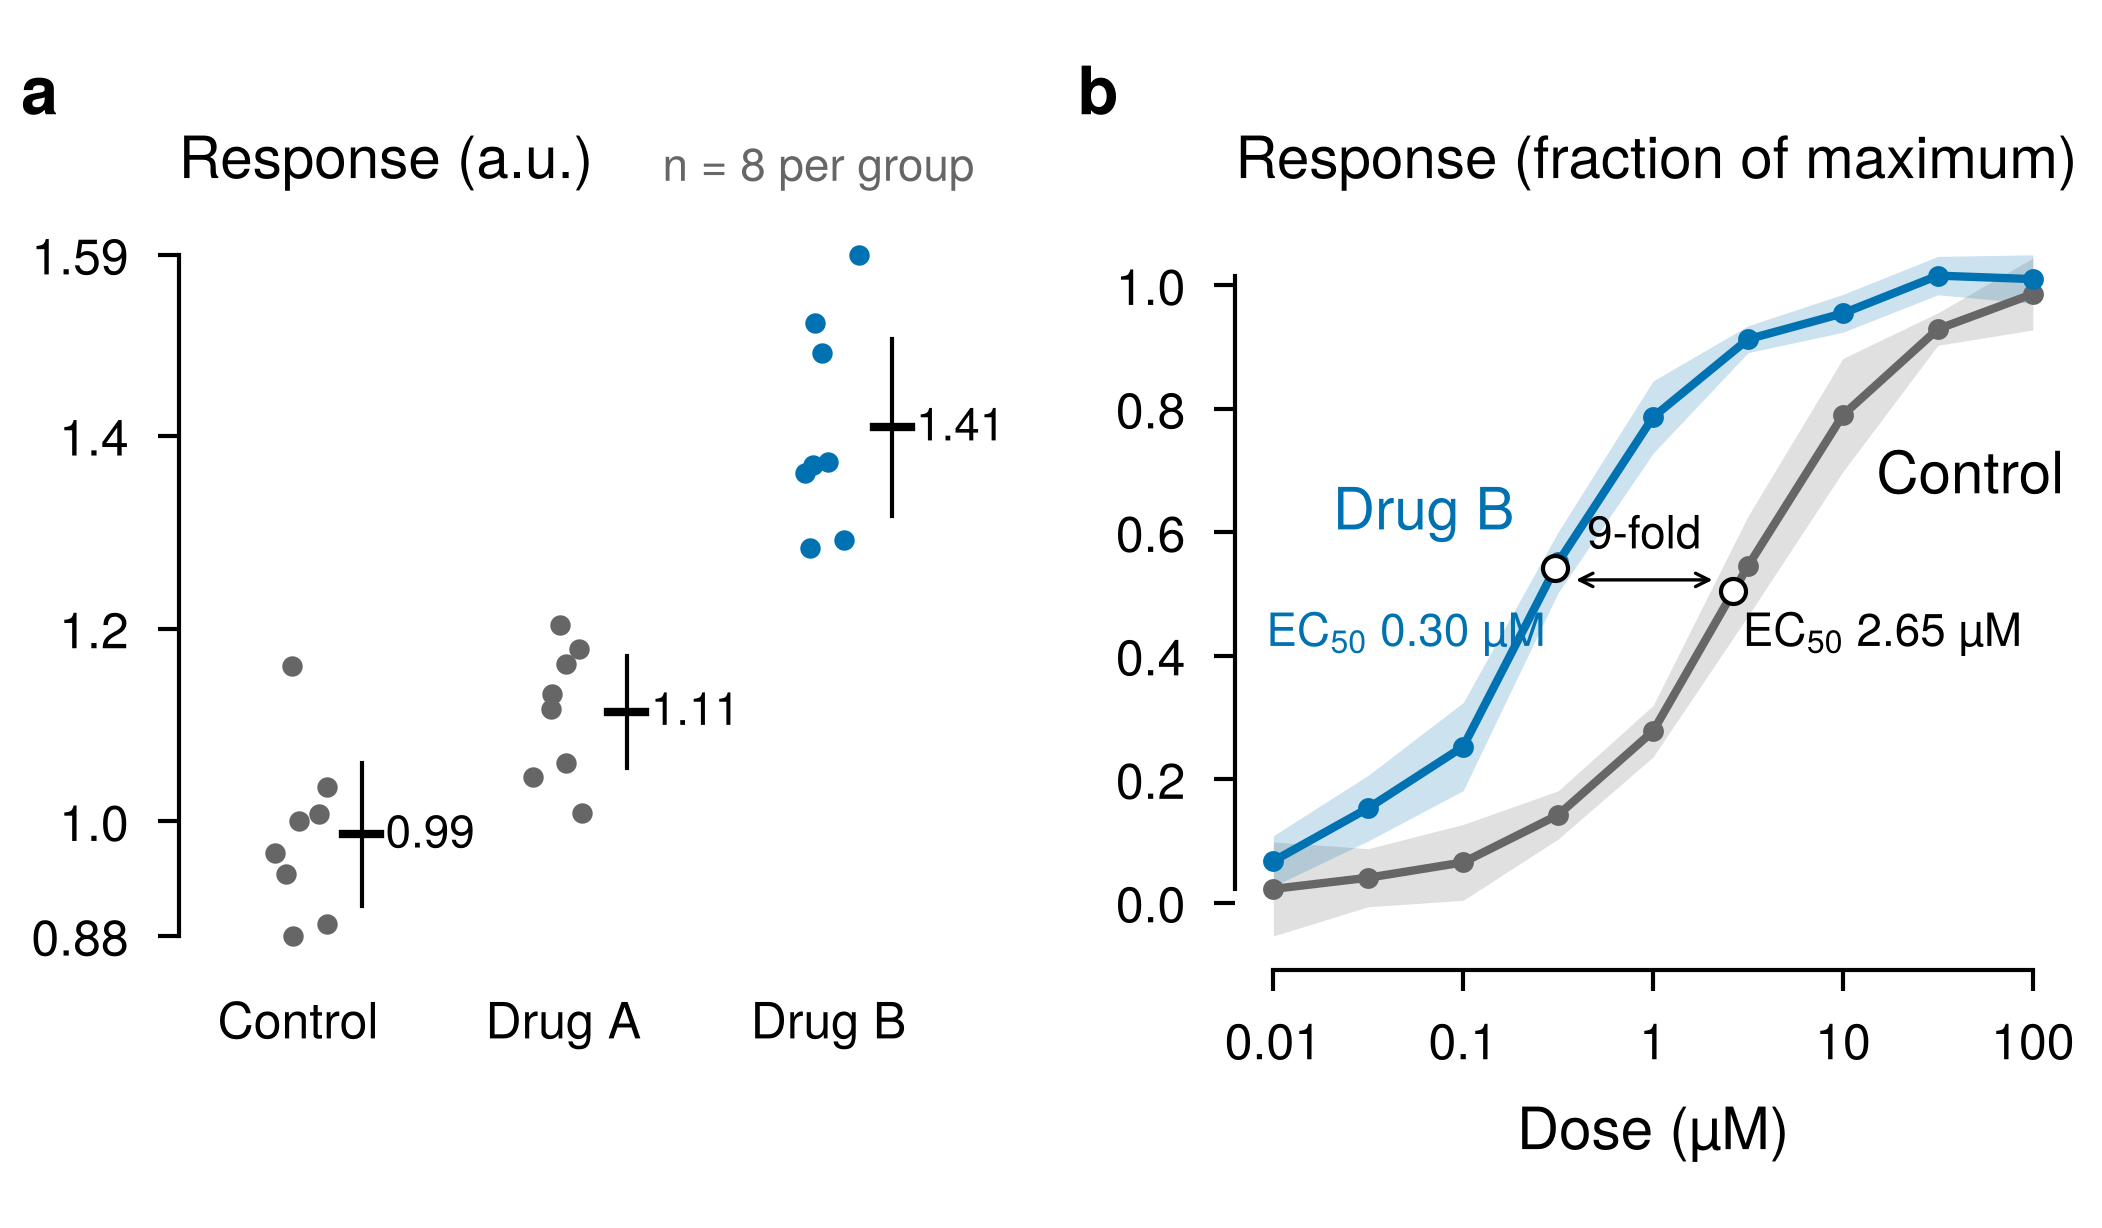 a
Response (a.u.)
n = 8 per group
1.59
1.4
1.2
1.0
0.88
1.41
1.11
0.99
Control
Drug A
Drug B
b
Response (fraction of maximum)
1.0
0.8
0.6
0.4
0.2
0.0
Drug B
Control
9-fold
EC₅₀ 0.30 µM
EC₅₀ 2.65 µM
0.01
0.1
1
10
100
Dose (µM)